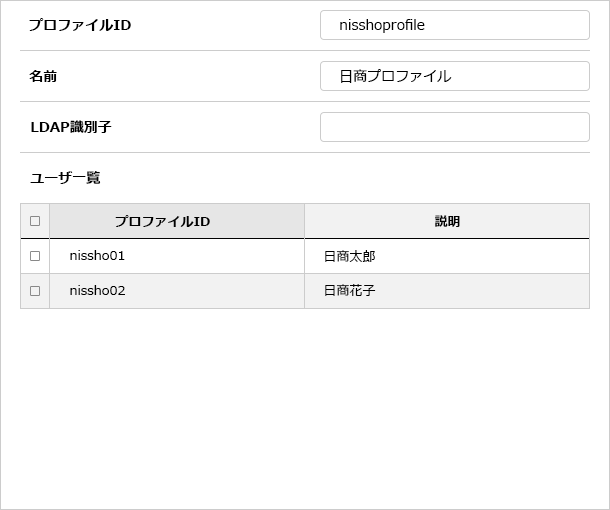 プロファイルID nisshoprofile
名前 日商プロファイル
LDAP識別子
ユーザ一覧
プロファイルID 説明
nissho01 日商太郎
nissho02 日商花子